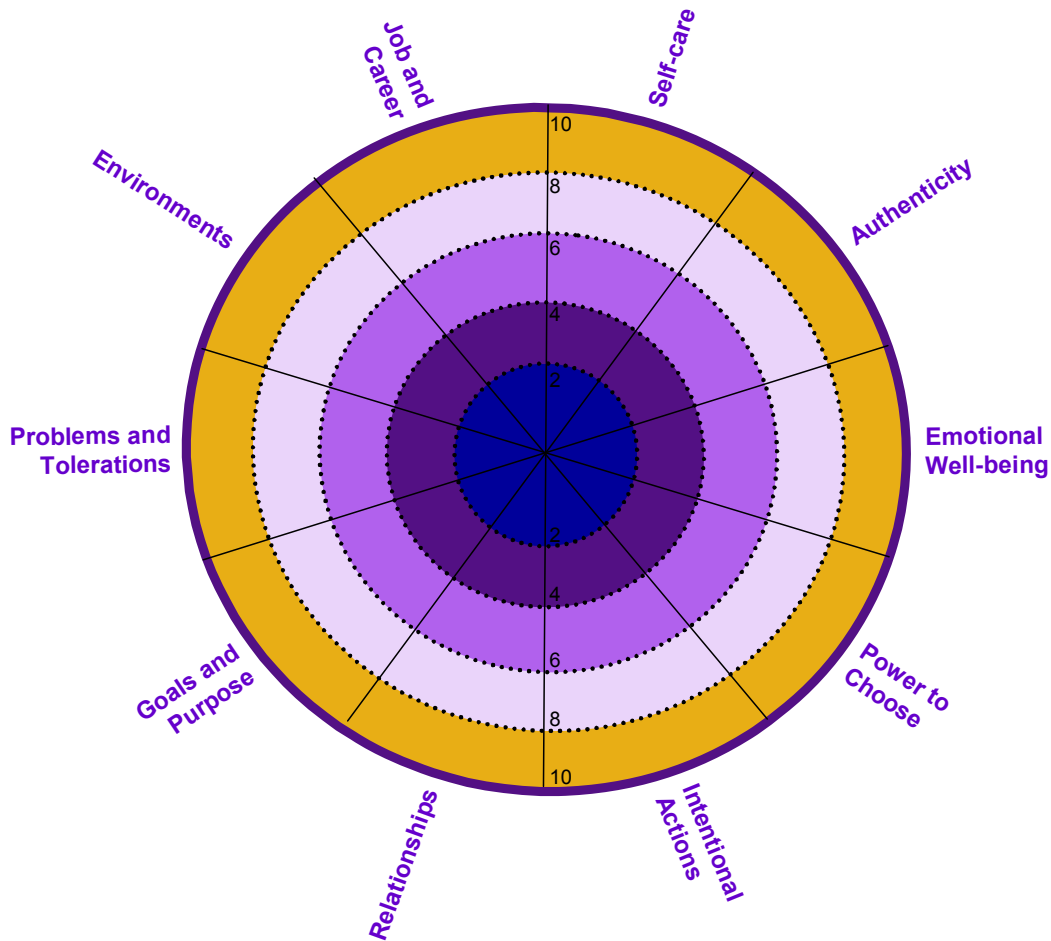 Job and
Career
Self-care
Environments
Authenticity
10
8
6
4
2
Problems and
Tolerations
Emotional
Well-being
2
4
6
8
10
Goals and
Purpose
Power to
Choose
Relationships
Intentional
Actions